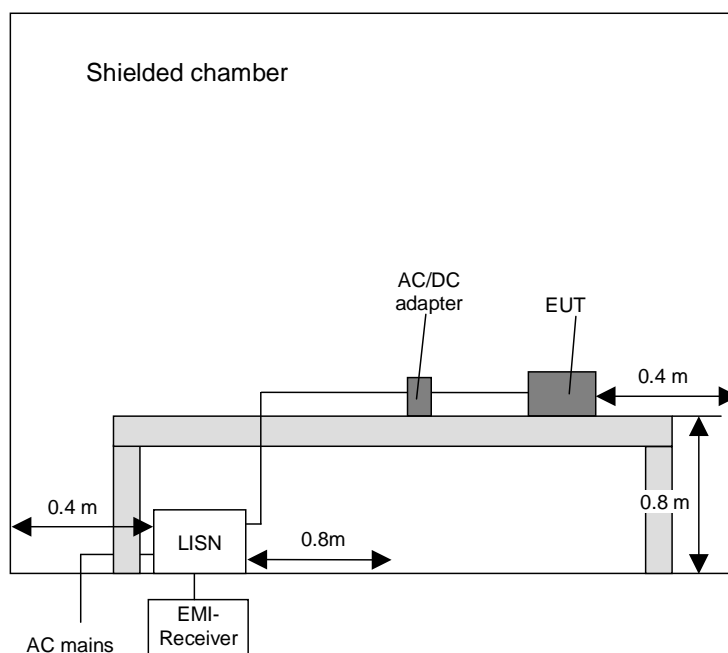 Shielded chamber
AC/DC
adapter
EUT
0.4 m
0.4 m
0.8 m
LISN
0.8m
EMI-
Receiver
AC mains